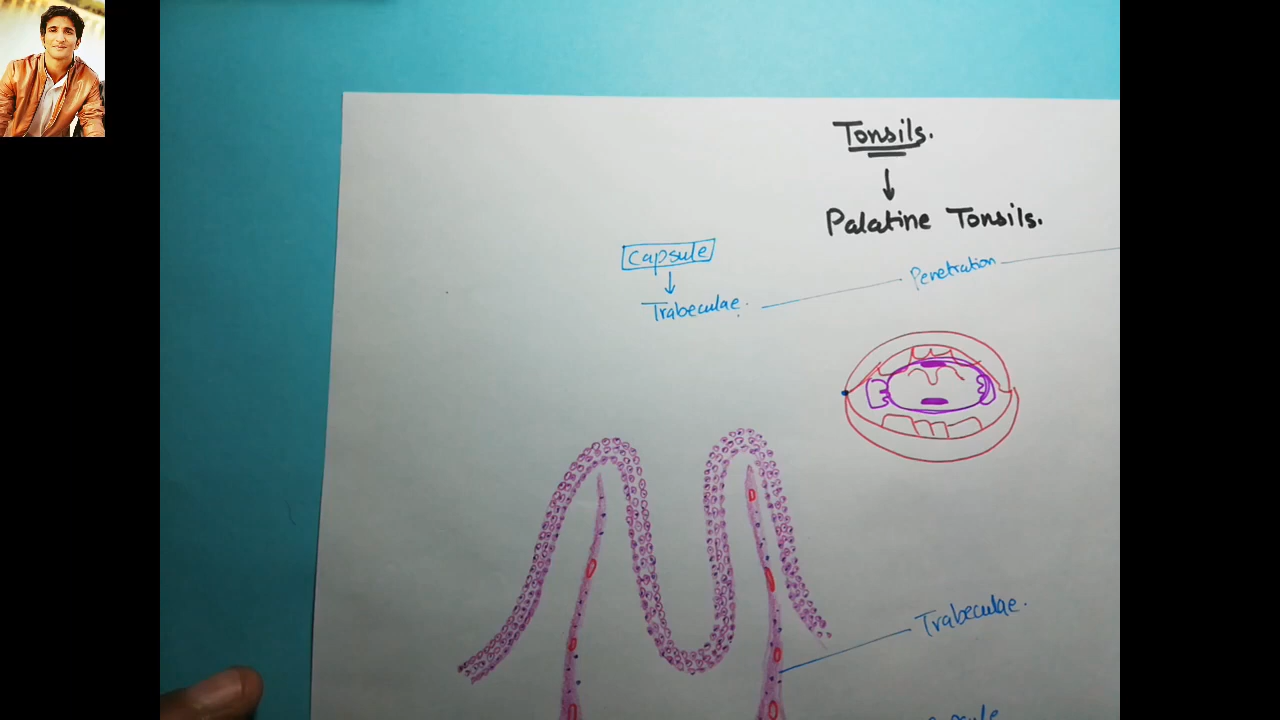 Tonsils.
Palatine Tonsils.
Capsule
Trabeculae.
Penetration
Trabeculae.